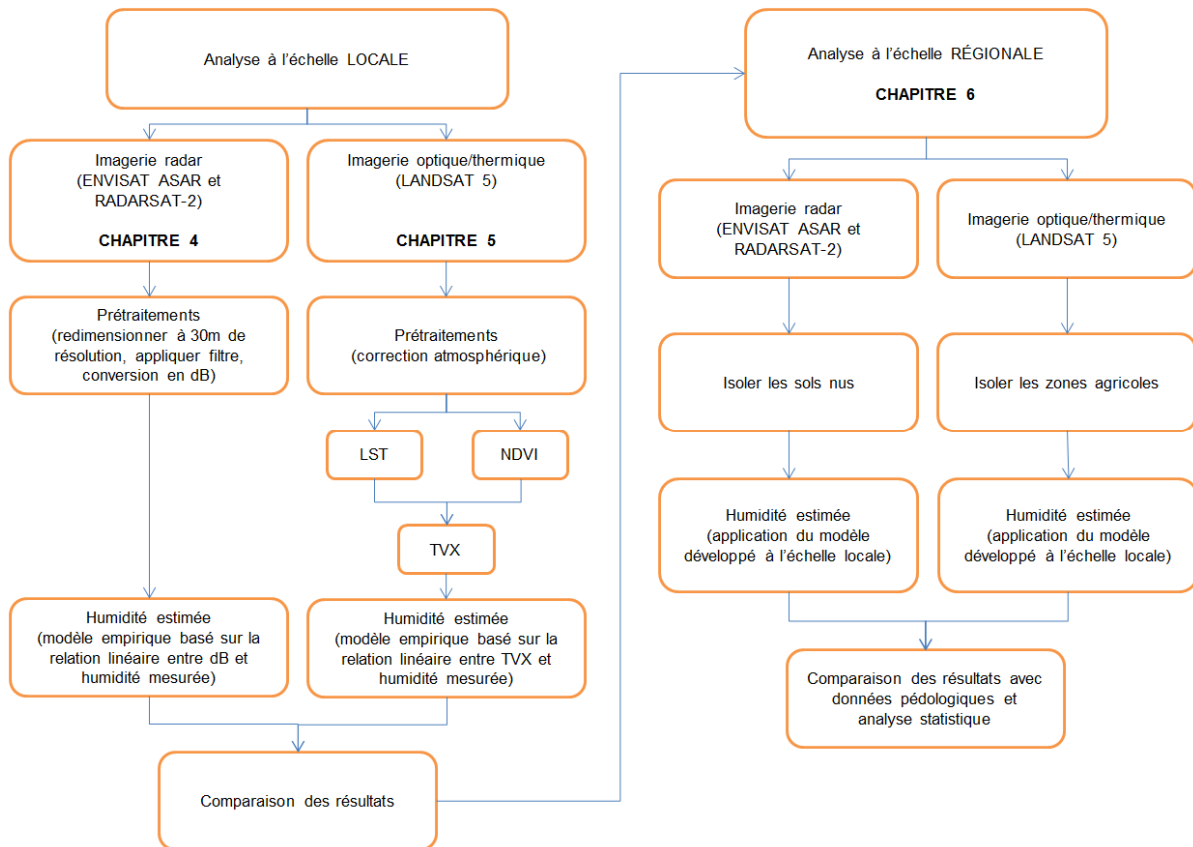 Analyse à l'échelle LOCALE
Imagerie radar
(ENVISAT ASAR et
RADARSAT-2)
CHAPITRE 4
Imagerie optique/thermique
(LANDSAT 5)
CHAPITRE 5
Prétraitements
(redimensionner à 30m de
résolution, appliquer filtre,
conversion en dB)
Prétraitements
(correction atmosphérique)
LST
NDVI
TVX
Humidité estimée
(modèle empirique basé sur la
relation linéaire entre dB et
humidité mesurée)
Humidité estimée
(modèle empirique basé sur la
relation linéaire entre TVX et
humidité mesurée)
Comparaison des résultats
Analyse à l'échelle RÉGIONALE
CHAPITRE 6
Imagerie radar
(ENVISAT ASAR et
RADARSAT-2)
Imagerie optique/thermique
(LANDSAT 5)
Isoler les sols nus
Isoler les zones agricoles
Humidité estimée
(application du modèle
développé à l'échelle locale)
Humidité estimée
(application du modèle
développé à l'échelle locale)
Comparaison des résultats avec
données pédologiques et
analyse statistique